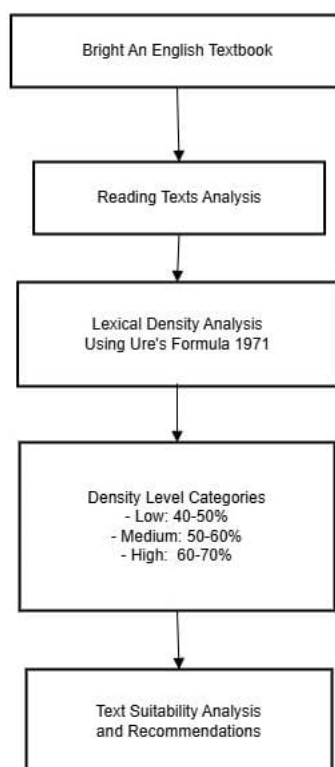 Bright An English Textbook
Reading Texts Analysis
Lexical Density Analysis
Using Ure's Formula 1971
Density Level Categories
- Low: 40-50%
- Medium: 50-60%
- High: 60-70%
Text Suitability Analysis
and Recommendations